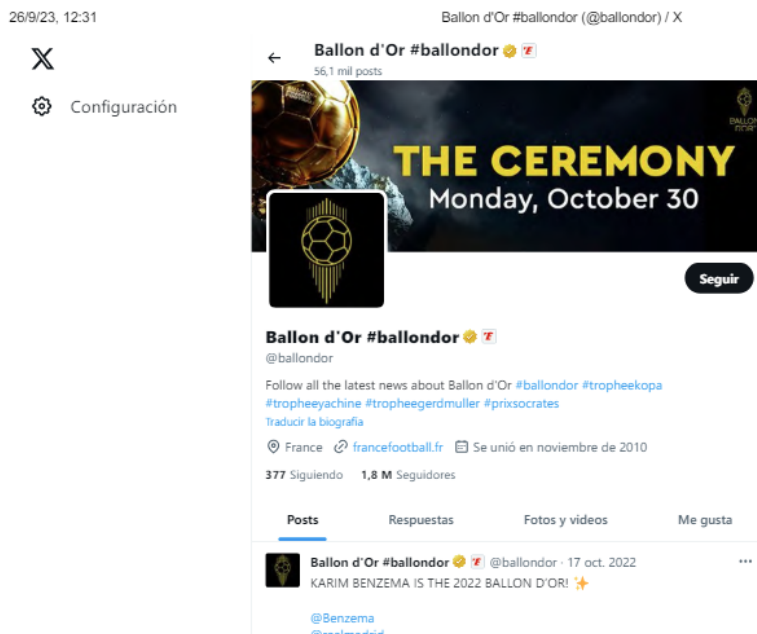 26/9/23, 12:31
Ballon d'Or #ballondor (@ballondor) / X
Configuración
Ballon d'Or #ballondor
56,1 mil posts
BALLON D'OR
THE CEREMONY
Monday, October 30
Seguir
Ballon d'Or #ballondor
@ballondor
Follow all the latest news about Ballon d'Or #ballondor #tropheekopa
#tropheeyachine #tropheegerdmuller #prixsocrates
Traducir la biografía
France francefootball.fr Se unió en noviembre de 2010
377 Siguiendo 1,8 M Seguidores
Posts Respuestas Fotos y videos Me gusta
Ballon d'Or #ballondor @ballondor · 17 oct. 2022
KARIM BENZEMA IS THE 2022 BALLON D'OR! ✨
@Benzema
@realmadrid